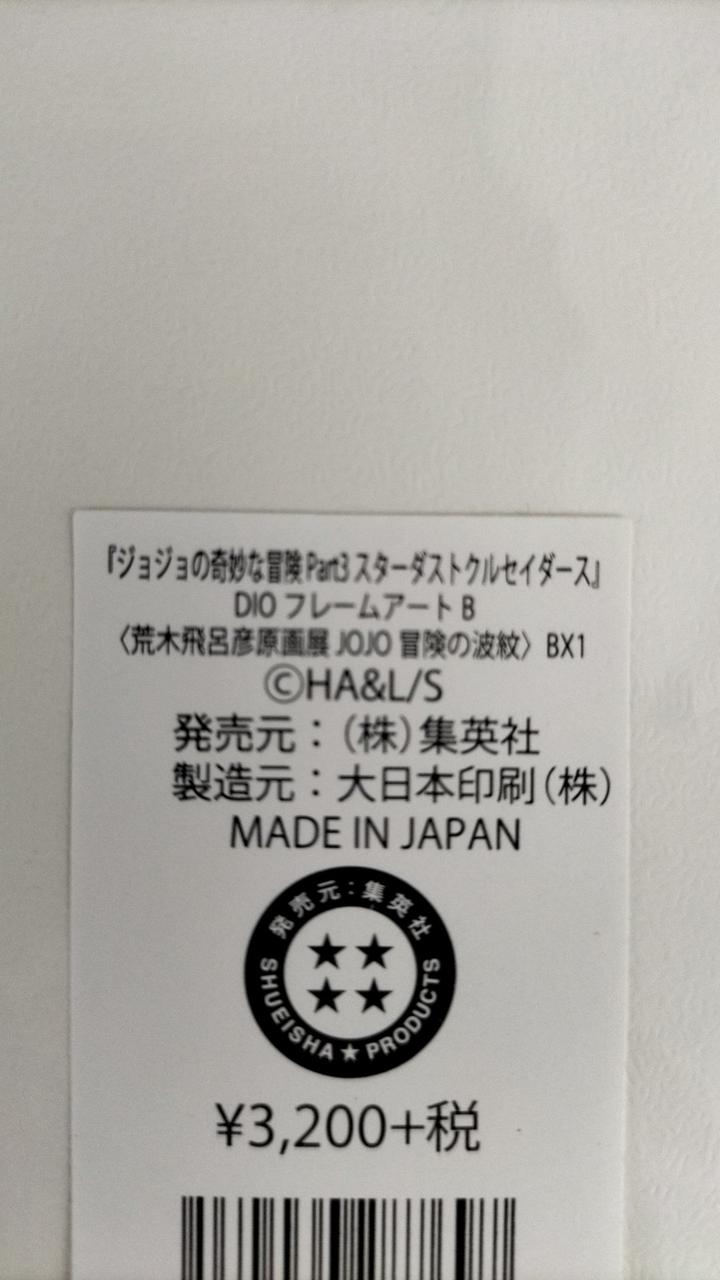 『ジョジョの奇妙な冒険 Part3 スターダストクルセイダース』
DIO フレームアート B
〈荒木飛呂彦原画展 JOJO 冒険の波紋〉 BX1
©HA&L/S
発売元：（株）集英社
製造元：大日本印刷（株）
MADE IN JAPAN
発売元：集英社
SHUEISHA★PRODUCTS
¥3,200+税